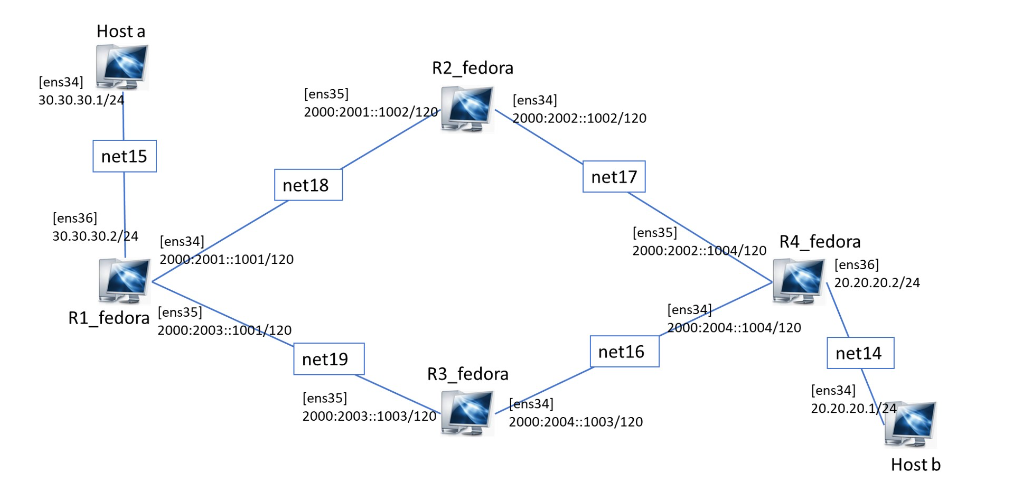 Host a
[ens34]
30.30.30.1/24
net15
[ens36]
30.30.30.2/24
R1_fedora
[ens34]
2000:2001::1001/120
[ens35]
2000:2003::1001/120
net18
[ens35]
2000:2001::1002/120
R2_fedora
[ens34]
2000:2002::1002/120
net17
[ens35]
2000:2002::1004/120
R4_fedora
[ens36]
20.20.20.2/24
[ens34]
2000:2004::1004/120
net16
net19
[ens35]
2000:2003::1003/120
R3_fedora
[ens34]
2000:2004::1003/120
net14
[ens34]
20.20.20.1/24
Host b